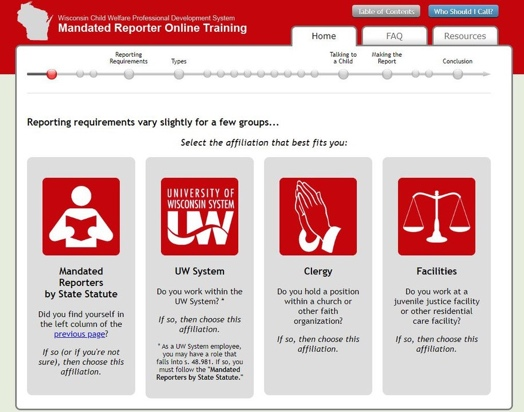 Wisconsin Child Welfare Professional Development System
Mandated Reporter Online Training
Table of Contents
Who Should I Call?
Home
FAQ
Resources
Reporting
Requirements
Types
Talking to
a Child
Making the
Report
Conclusion
Reporting requirements vary slightly for a few groups...
Select the affiliation that best fits you:
Mandated
Reporters
by State Statute
Did you find yourself in
the left column of the
previous page?
If so (or if you're not
sure), then choose this
affiliation.
UNIVERSITY OF
WISCONSIN SYSTEM
UW
UW System
Do you work within the
UW System? *
If so, then choose this
affiliation.
* As a UW System employee,
you may have a role that
falls into s. 48.981. If so, you
must follow the "Mandated
Reporters by State Statute."
Clergy
Do you hold a position
within a church or
other faith
organization?
If so, then choose this
affiliation.
Facilities
Do you work at a
juvenile justice facility
or other residential
care facility?
If so, then choose this
affiliation.